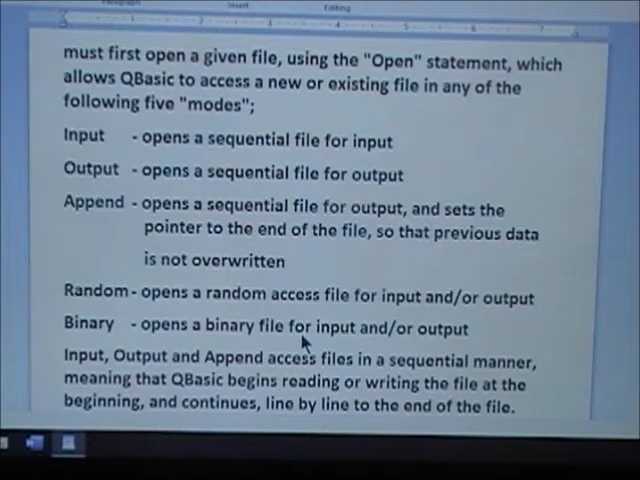 Paragraph
Insert
Editing
must first open a given file, using the "Open" statement, which
allows QBasic to access a new or existing file in any of the
following five "modes";
Input - opens a sequential file for input
Output - opens a sequential file for output
Append - opens a sequential file for output, and sets the
pointer to the end of the file, so that previous data
is not overwritten
Random - opens a random access file for input and/or output
Binary - opens a binary file for input and/or output
Input, Output and Append access files in a sequential manner,
meaning that QBasic begins reading or writing the file at the
beginning, and continues, line by line to the end of the file.